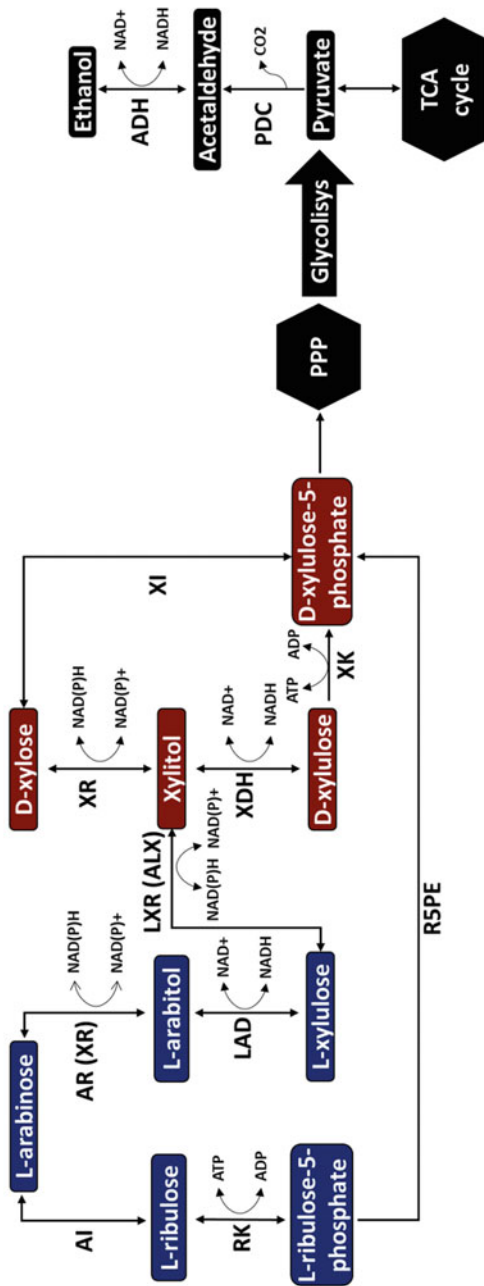 L-arabinose
AI
AR (XR)
NAD(P)H
NAD(P)+
L-ribulose
L-arabitol
RK
ATP
ADP
LAD
NAD+
NADH
L-ribulose-5-
phosphate
L-xylulose
R5PE
LXR (ALX)
NAD(P)H
NAD(P)+
D-xylose
XR
NAD(P)H
NAD(P)+
Xylitol
XDH
NAD+
NADH
D-xylulose
XI
ATP
ADP
XK
D-xylulose-5-
phosphate
PPP
Glycolisys
Ethanol
ADH
NAD+
NADH
Acetaldehyde
PDC
CO2
Pyruvate
TCA
cycle